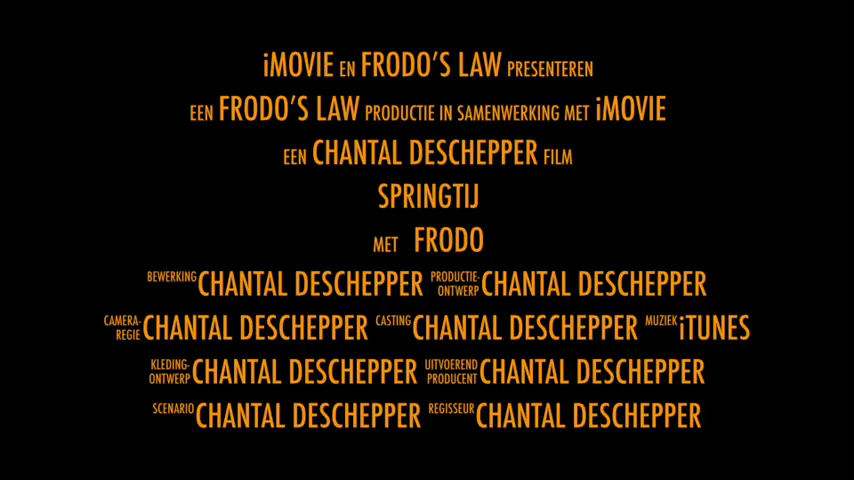 iMOVIE EN FRODO'S LAW PRESENTEREN
EEN FRODO'S LAW PRODUCTIE IN SAMENWERKING MET iMOVIE
EEN CHANTAL DESCHEPPER FILM
SPRINGTIJ
MET FRODO
BEWERKING CHANTAL DESCHEPPER PRODUCTIE-ONTWERP CHANTAL DESCHEPPER
CAMERA-REGIE CHANTAL DESCHEPPER CASTING CHANTAL DESCHEPPER MUZIEK iTUNES
KLEDING-ONTWERP CHANTAL DESCHEPPER UITVOEREND PRODUCENT CHANTAL DESCHEPPER
SCENARIO CHANTAL DESCHEPPER REGISSEUR CHANTAL DESCHEPPER